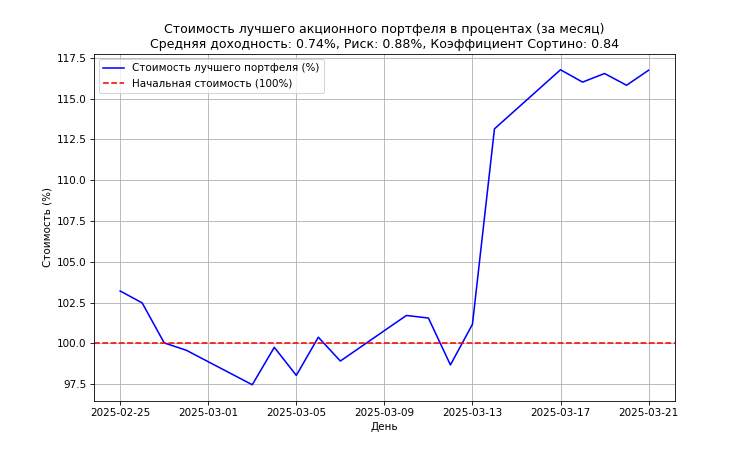 Стоимость лучшего акционного портфеля в процентах (за месяц)
Средняя доходность: 0.74%, Риск: 0.88%, Коэффициент Сортино: 0.84
Стоимость лучшего портфеля (%)
Начальная стоимость (100%)
Стоимость (%)
117.5
115.0
112.5
110.0
107.5
105.0
102.5
100.0
97.5
2025-02-25 2025-03-01 2025-03-05 2025-03-09 2025-03-13 2025-03-17 2025-03-21
День